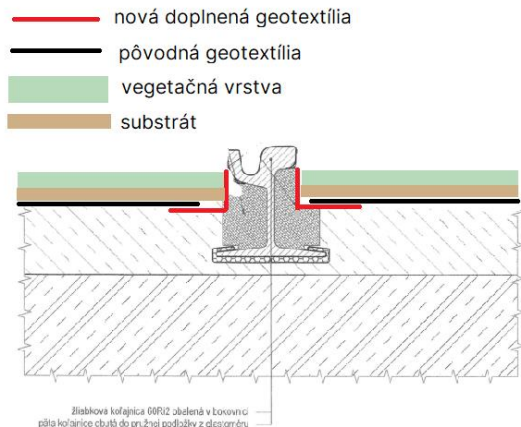 nová doplnená geotextília
pôvodná geotextília
vegetačná vrstva
substrát
žliabková koľajnica 60Ri2 obalená v bokovnici
päta koľajnice obutá do pružnej podložky z elastoméru